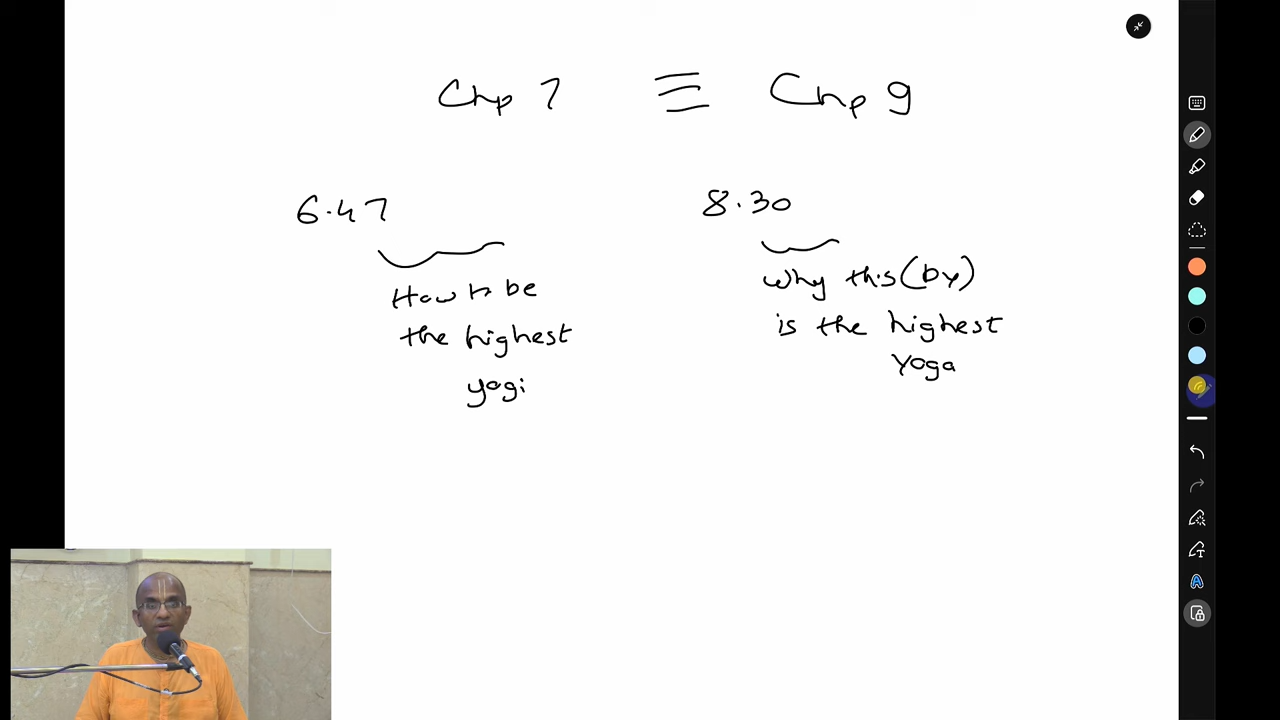 Chp 7 ≡ Chp 9
6.47
How to be
the highest
yogi
8.30
Why this (by)
is the highest
yoga